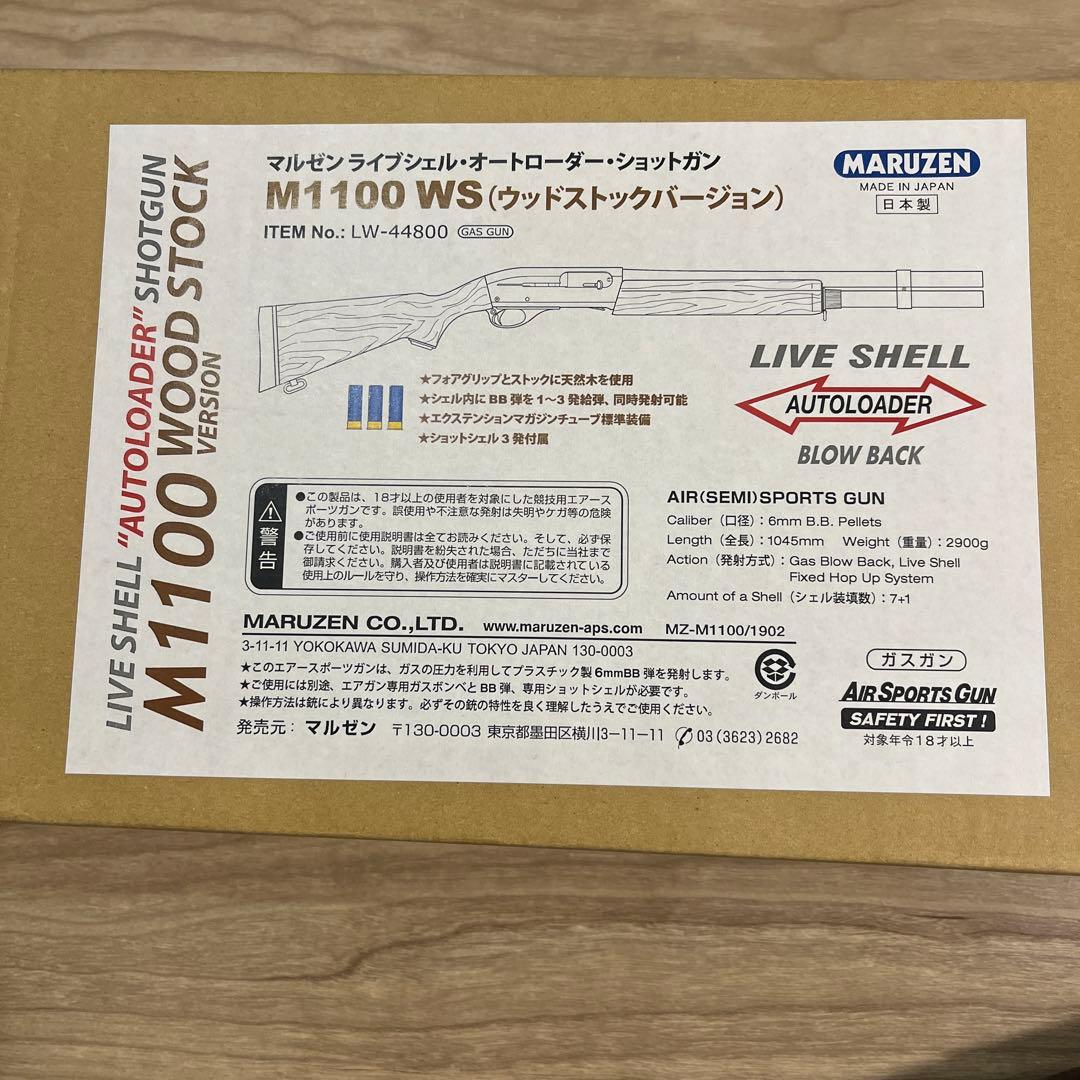 LIVE SHELL "AUTOLOADER" SHOTGUN
M1100 WOOD STOCK
VERSION
マルゼン ライブシェル・オートローダー・ショットガン
M1100 WS(ウッドストックバージョン)
ITEM No.: LW-44800 GAS GUN
MARUZEN
MADE IN JAPAN
日本製
★フォアグリップとストックに天然木を使用
★シェル内にBB弾を1〜3発給弾、同時発射可能
★エクステンションマガジンチューブ標準装備
★ショットシェル3発付属
LIVE SHELL
AUTOLOADER
BLOW BACK
警告
●この製品は、18才以上の使用者を対象にした競技用エアース
ポーツガンです。誤使用や不注意な発射は失明やケガ等の危険
があります。
●ご使用前に使用説明書は全てお読みください。そして、必ず保
存してください。説明書を紛失された場合、ただちに当社まで
御請求ください。購入者及び使用者は説明書に記載されている
使用上のルールを守り、操作方法を確実にマスターしてください。
AIR(SEMI)SPORTS GUN
Caliber(口径):6mm B.B. Pellets
Length(全長):1045mm Weight(重量):2900g
Action(発射方式):Gas Blow Back, Live Shell
Fixed Hop Up System
Amount of a Shell(シェル装填数):7+1
MARUZEN CO.,LTD. www.maruzen-aps.com MZ-M1100/1902
3-11-11 YOKOKAWA SUMIDA-KU TOKYO JAPAN 130-0003
★このエアースポーツガンは、ガスの圧力を利用してプラスチック製6mmBB弾を発射します。
★ご使用には別途、エアガン専用ガスボンベとBB弾、専用ショットシェルが必要です。
★操作方法は銃により異なります。必ずその銃の特性を良く理解したうえでご使用ください。
発売元: マルゼン 〒130-0003 東京都墨田区横川3-11-11 03(3623)2682
ダンボール
ガスガン
AIR SPORTS GUN
SAFETY FIRST!
対象年令18才以上